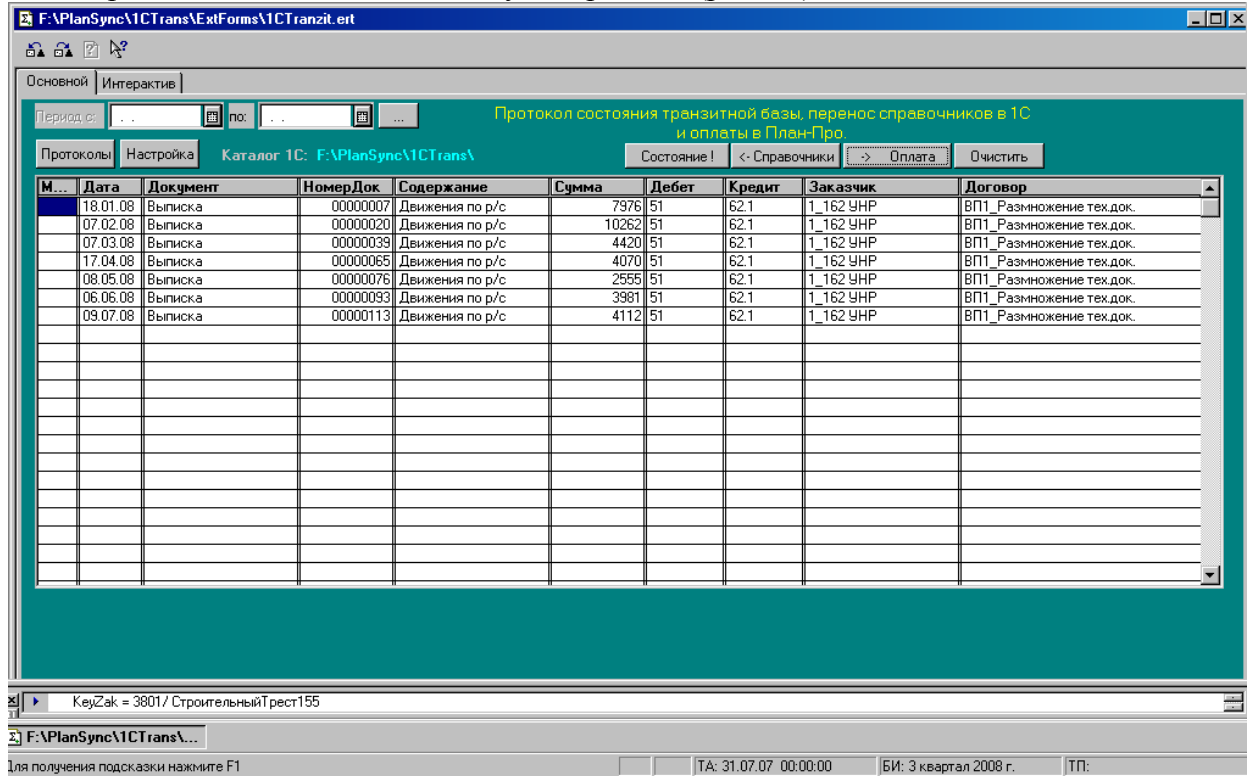 F:\PlanSync\1CTrans\ExtForms\1CTranzit.ert
Основной Интерактив
Период с: . . по: . . ... Протокол состояния транзитной базы, перенос справочников в 1С
и оплаты в План-Про.
Протоколы Настройка Каталог 1С: F:\PlanSync\1CTrans\ Состояние ! <- Справочники -> Оплата Очистить
М... Дата Документ НомерДок Содержание Сумма Дебет Кредит Заказчик Договор
18.01.08 Выписка 00000007 Движения по р/с 7976 51 62.1 1_162 УНР ВП1_Размножение тех.док.
07.02.08 Выписка 00000020 Движения по р/с 10262 51 62.1 1_162 УНР ВП1_Размножение тех.док.
07.03.08 Выписка 00000039 Движения по р/с 4420 51 62.1 1_162 УНР ВП1_Размножение тех.док.
17.04.08 Выписка 00000065 Движения по р/с 4070 51 62.1 1_162 УНР ВП1_Размножение тех.док.
08.05.08 Выписка 00000076 Движения по р/с 2555 51 62.1 1_162 УНР ВП1_Размножение тех.док.
06.06.08 Выписка 00000093 Движения по р/с 3981 51 62.1 1_162 УНР ВП1_Размножение тех.док.
09.07.08 Выписка 00000113 Движения по р/с 4112 51 62.1 1_162 УНР ВП1_Размножение тех.док.
KeyZak = 3801/ СтроительныйТрест155
F:\PlanSync\1CTrans\...
Для получения подсказки нажмите F1 ТА: 31.07.07 00:00:00 БИ: 3 квартал 2008 г. ТП: